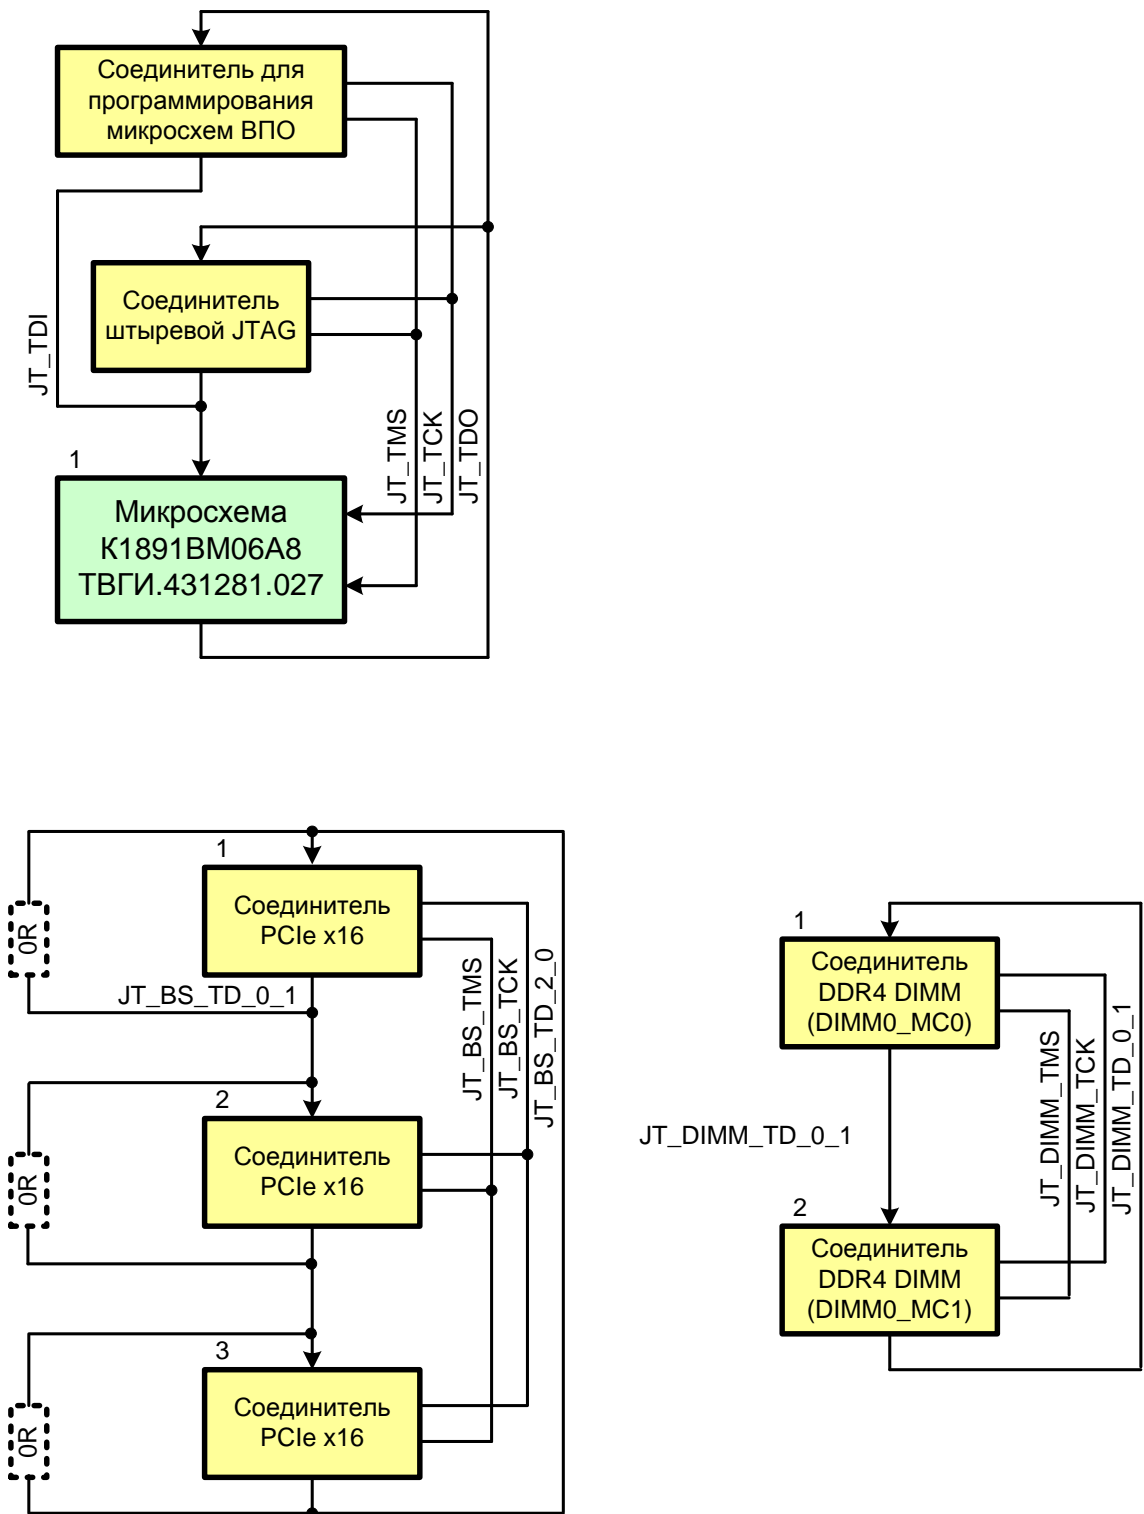 Соединитель для
программирования
микросхем ВПО
Соединитель
штыревой JTAG
JT_TDI
JT_TMS
JT_TCK
JT_TDO
1
Микросхема
К1891ВМ06А8
ТВГИ.431281.027
1
Соединитель
PCIe x16
0R
JT_BS_TD_0_1
JT_BS_TMS
JT_BS_TCK
JT_BS_TD_2_0
2
Соединитель
PCIe x16
0R
3
Соединитель
PCIe x16
0R
1
Соединитель
DDR4 DIMM
(DIMM0_MC0)
JT_DIMM_TD_0_1
JT_DIMM_TMS
JT_DIMM_TCK
JT_DIMM_TD_0_1
2
Соединитель
DDR4 DIMM
(DIMM0_MC1)